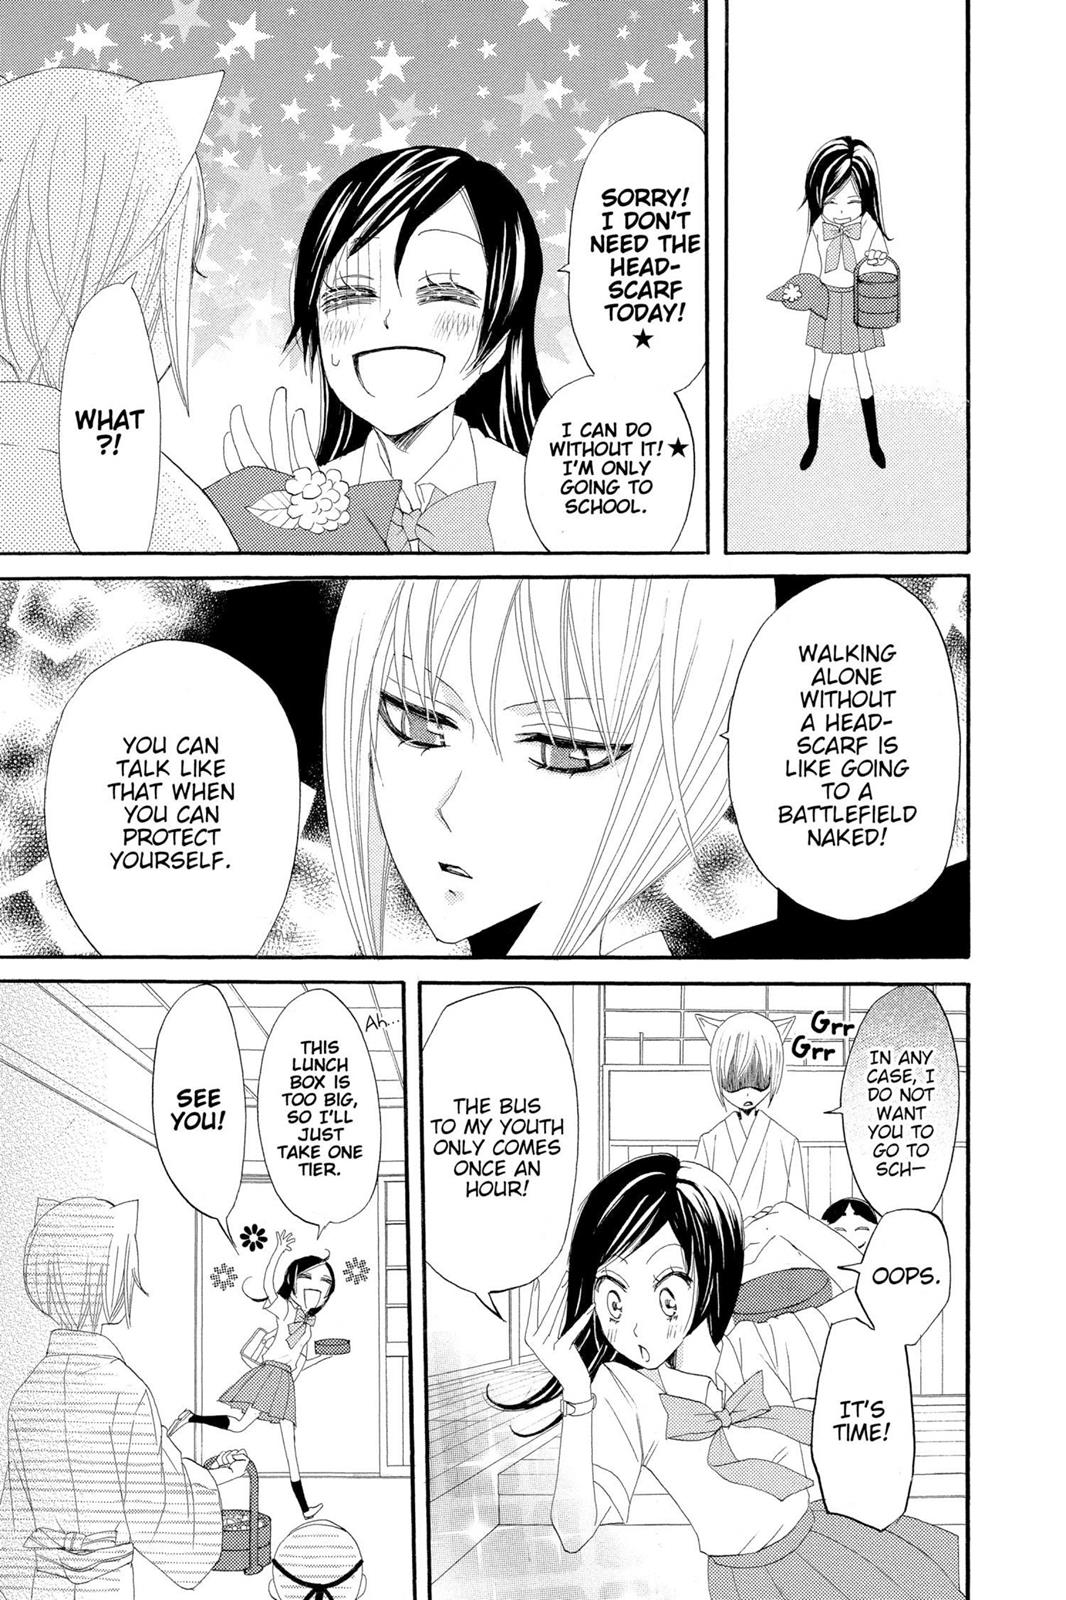 SORRY!
I DON'T
NEED THE
HEAD-
SCARF
TODAY!
★
I CAN DO
WITHOUT IT! ★
I'M ONLY
GOING TO
SCHOOL.
WHAT
?!
WALKING
ALONE
WITHOUT
A HEAD-
SCARF IS
LIKE GOING
TO A
BATTLEFIELD
NAKED!
YOU CAN
TALK LIKE
THAT WHEN
YOU CAN
PROTECT
YOURSELF.
IN ANY
CASE, I
DO NOT
WANT
YOU TO
GO TO
SCH—
Grr
Grr
OOPS.
IT'S
TIME!
THE BUS
TO MY YOUTH
ONLY COMES
ONCE AN
HOUR!
Ah...
THIS
LUNCH
BOX IS
TOO BIG,
SO I'LL
JUST
TAKE ONE
TIER.
SEE
YOU!